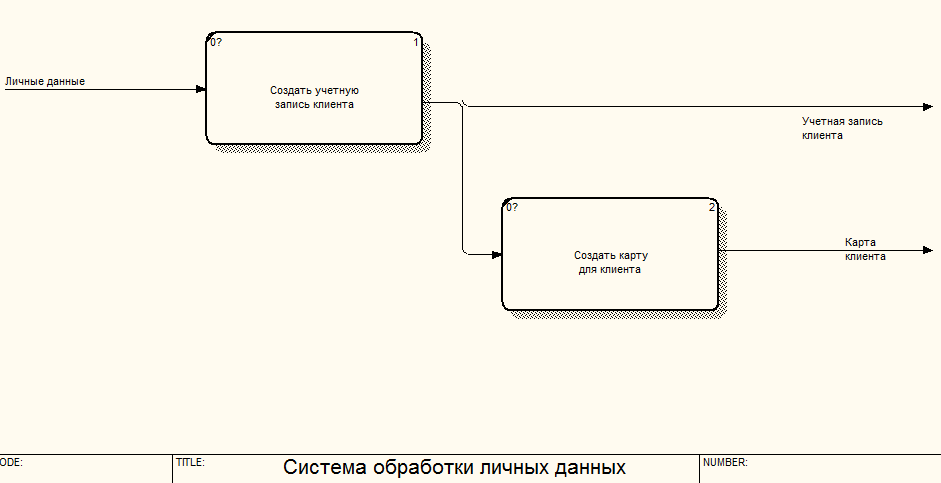 0?
1
Личные данные
Создать учетную
запись клиента
Учетная запись
клиента
0?
2
Карта
клиента
Создать карту
для клиента
ODE:
TITLE:
Система обработки личных данных
NUMBER: